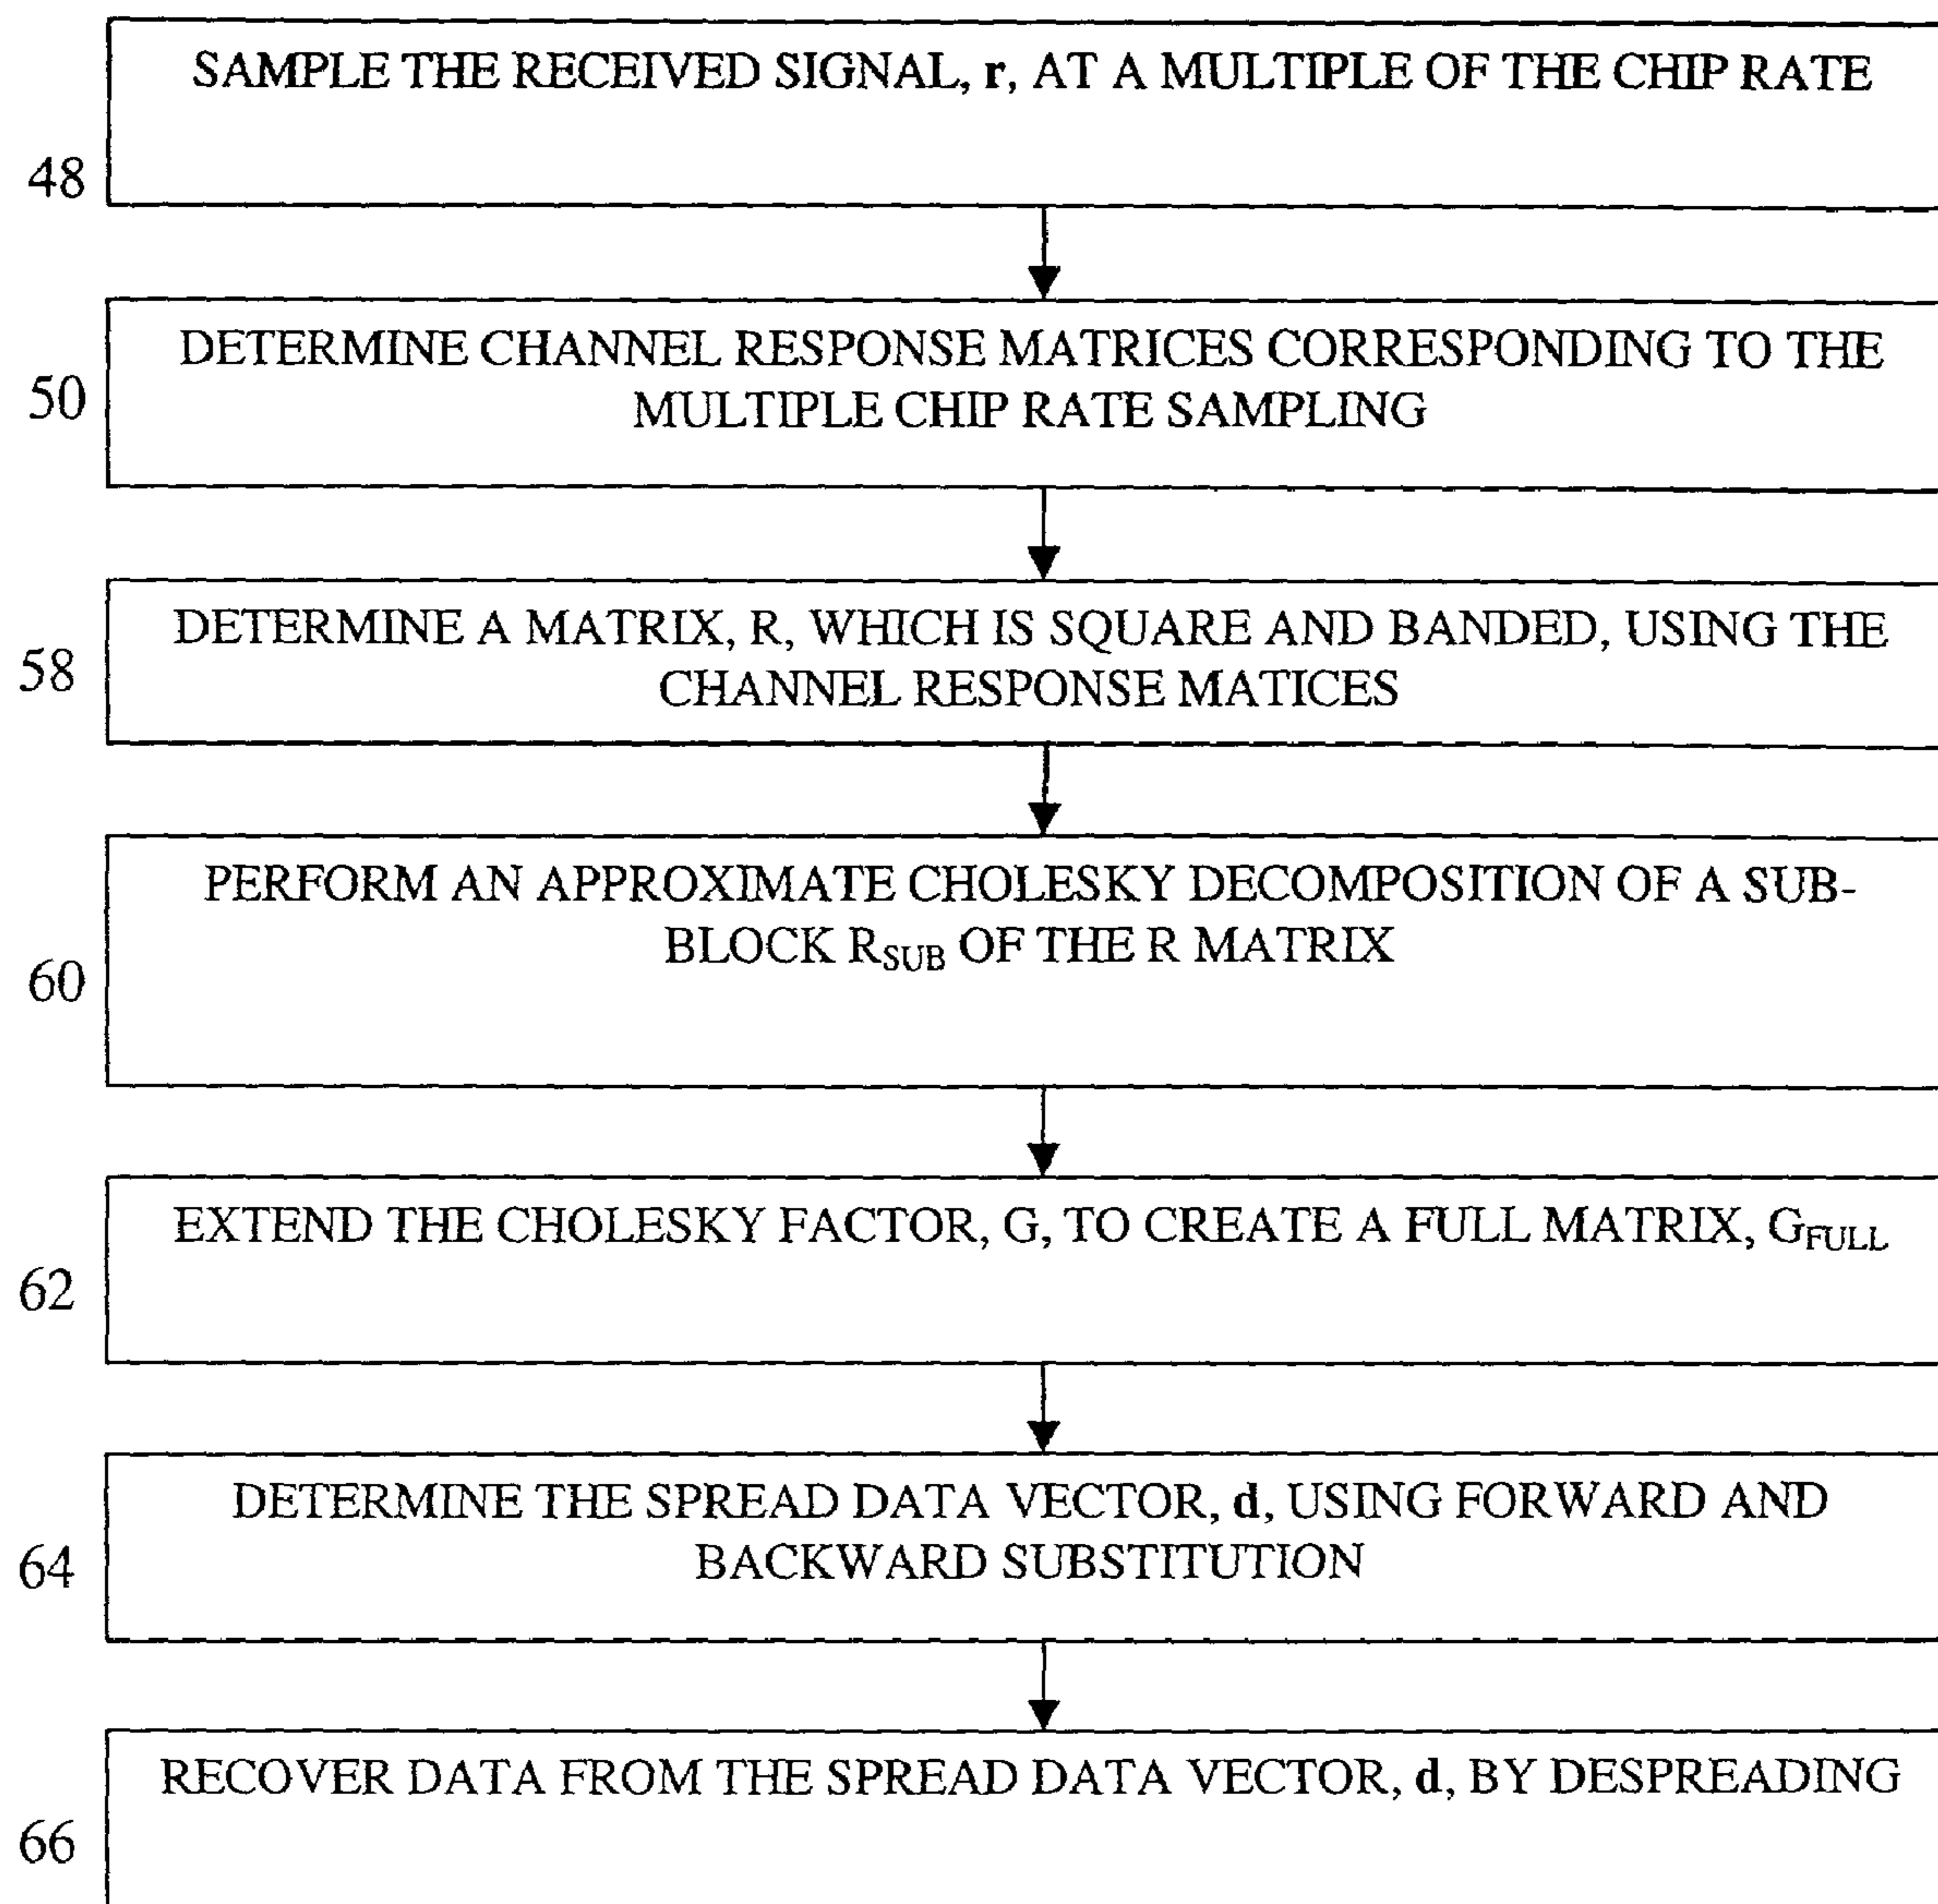 SAMPLE THE RECEIVED SIGNAL, r, AT A MULTIPLE OF THE CHIP RATE
48
DETERMINE CHANNEL RESPONSE MATRICES CORRESPONDING TO THE
MULTIPLE CHIP RATE SAMPLING
50
DETERMINE A MATRIX, R, WHICH IS SQUARE AND BANDED, USING THE
CHANNEL RESPONSE MATICES
58
PERFORM AN APPROXIMATE CHOLESKY DECOMPOSITION OF A SUB-
BLOCK RSUB OF THE R MATRIX
60
EXTEND THE CHOLESKY FACTOR, G, TO CREATE A FULL MATRIX, GFULL
62
DETERMINE THE SPREAD DATA VECTOR, d, USING FORWARD AND
BACKWARD SUBSTITUTION
64
RECOVER DATA FROM THE SPREAD DATA VECTOR, d, BY DESPREADING
66